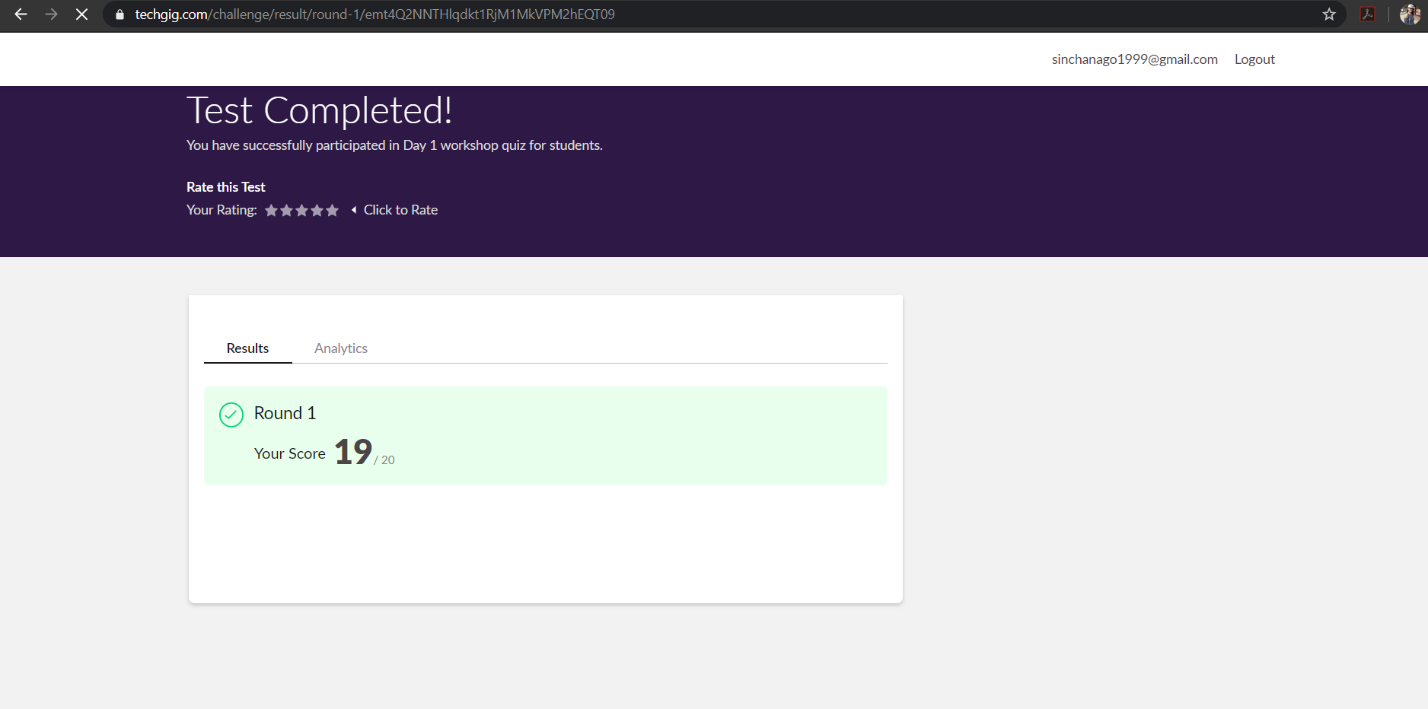 techgig.com/challenge/result/round-1/emt4Q2NNTHlqdkt1RjM1MkVPM2hEQT09
sinchanago1999@gmail.com Logout
Test Completed!
You have successfully participated in Day 1 workshop quiz for students.
Rate this Test
Your Rating: Click to Rate
Results Analytics
Round 1
Your Score 19 / 20